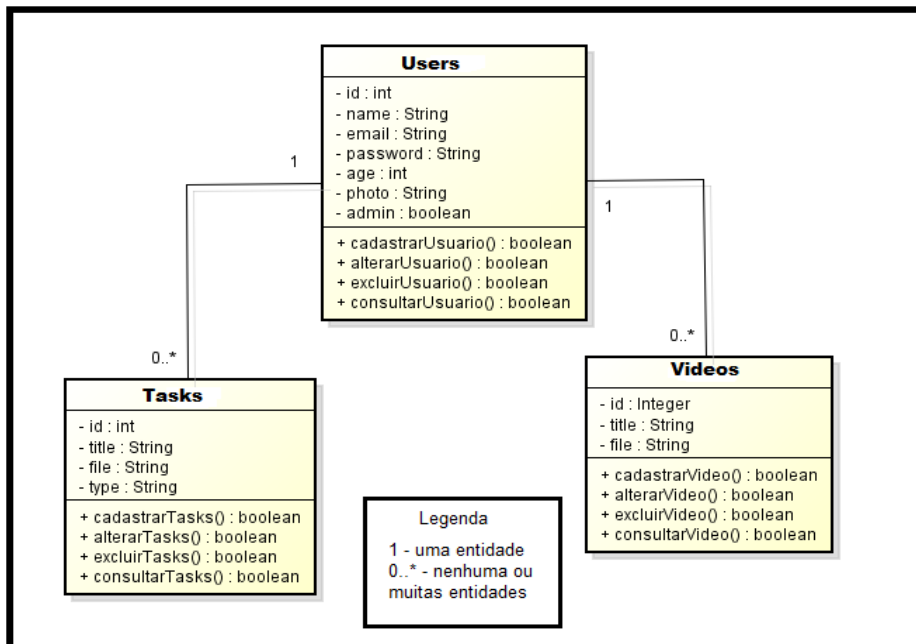 Users
- id : int
- name : String
- email : String
- password : String
- age : int
- photo : String
- admin : boolean
+ cadastrarUsuario() : boolean
+ alterarUsuario() : boolean
+ excluirUsuario() : boolean
+ consultarUsuario() : boolean
1
1
0..*
0..*
Tasks
- id : int
- title : String
- file : String
- type : String
+ cadastrarTasks() : boolean
+ alterarTasks() : boolean
+ excluirTasks() : boolean
+ consultarTasks() : boolean
Videos
- id : Integer
- title : String
- file : String
+ cadastrarVideo() : boolean
+ alterarVideo() : boolean
+ excluirVideo() : boolean
+ consultarVideo() : boolean
Legenda
1 - uma entidade
0..* - nenhuma ou
muitas entidades